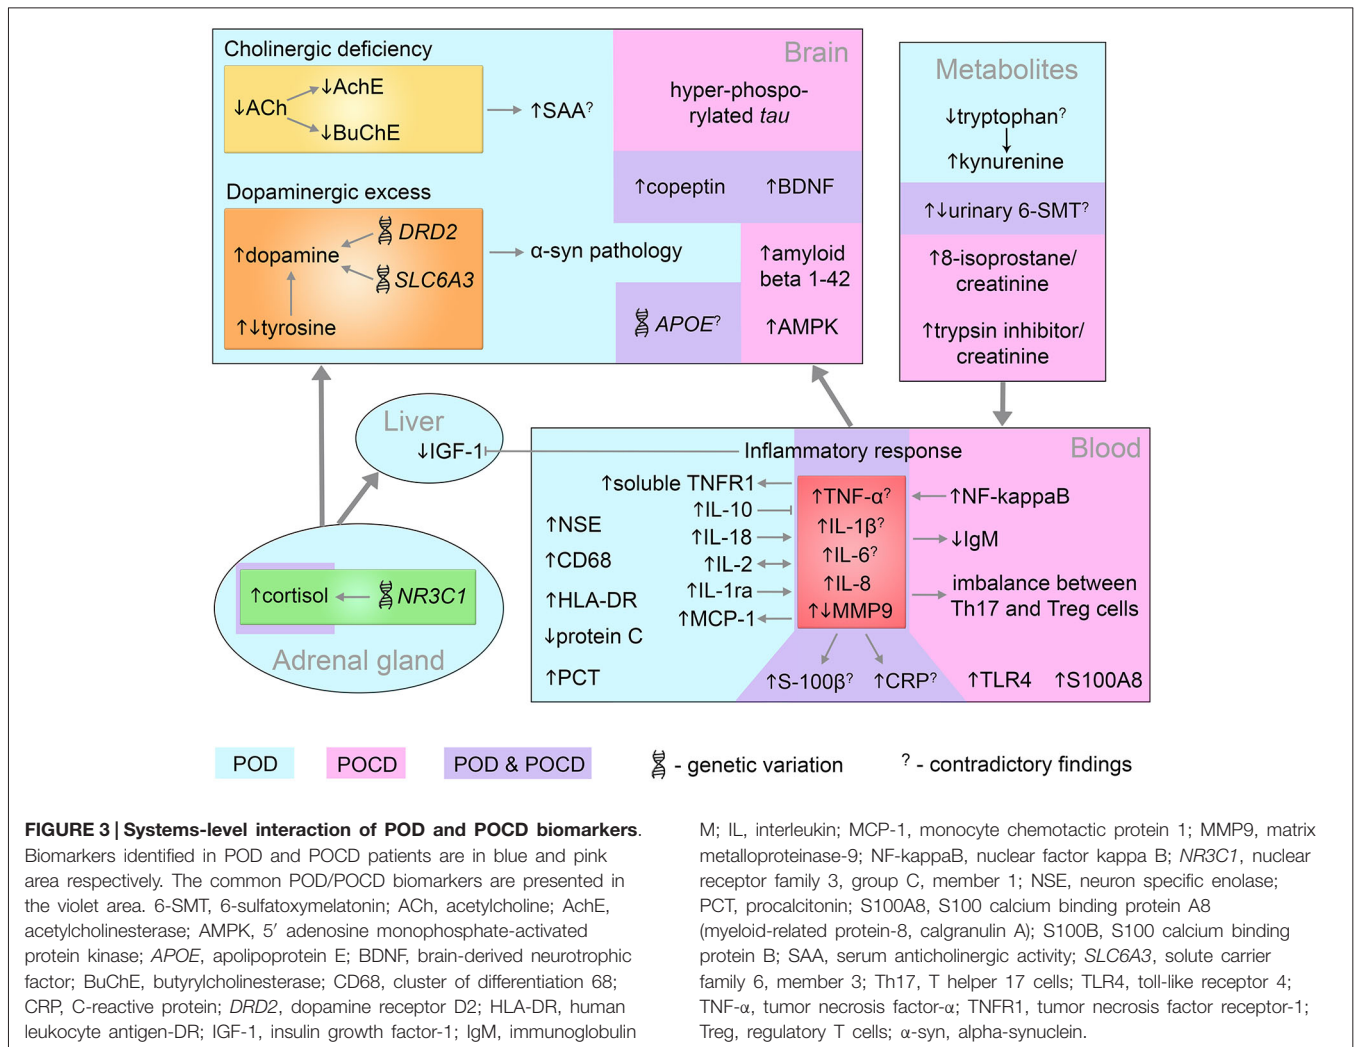 Cholinergic deficiency
↓ACh
↓AchE
↓BuChE
↑SAA?
Dopaminergic excess
↑dopamine
DRD2
SLC6A3
↑↓tyrosine
α-syn pathology
Brain
hyper-phospo-
rylated tau
↑copeptin
↑BDNF
↑amyloid
beta 1-42
APOE?
↑AMPK
Metabolites
↓tryptophan?
↑kynurenine
↑↓urinary 6-SMT?
↑8-isoprostane/
creatinine
↑trypsin inhibitor/
creatinine
Liver
↓IGF-1
↑cortisol
NR3C1
Adrenal gland
Inflammatory response
Blood
↑NSE
↑CD68
↑HLA-DR
↓protein C
↑PCT
↑soluble TNFR1
↑IL-10
↑IL-18
↑IL-2
↑IL-1ra
↑MCP-1
↑TNF-α?
↑IL-1β?
↑IL-6?
↑IL-8
↑↓MMP9
↑S-100β?
↑CRP?
↑NF-kappaB
↓IgM
imbalance between
Th17 and Treg cells
↑TLR4
↑S100A8
POD
POCD
POD & POCD
- genetic variation
? - contradictory findings
FIGURE 3 | Systems-level interaction of POD and POCD biomarkers.
Biomarkers identified in POD and POCD patients are in blue and pink
area respectively. The common POD/POCD biomarkers are presented in
the violet area. 6-SMT, 6-sulfatoxymelatonin; ACh, acetylcholine; AchE,
acetylcholinesterase; AMPK, 5′ adenosine monophosphate-activated
protein kinase; APOE, apolipoprotein E; BDNF, brain-derived neurotrophic
factor; BuChE, butyrylcholinesterase; CD68, cluster of differentiation 68;
CRP, C-reactive protein; DRD2, dopamine receptor D2; HLA-DR, human
leukocyte antigen-DR; IGF-1, insulin growth factor-1; IgM, immunoglobulin
M; IL, interleukin; MCP-1, monocyte chemotactic protein 1; MMP9, matrix
metalloproteinase-9; NF-kappaB, nuclear factor kappa B; NR3C1, nuclear
receptor family 3, group C, member 1; NSE, neuron specific enolase;
PCT, procalcitonin; S100A8, S100 calcium binding protein A8
(myeloid-related protein-8, calgranulin A); S100B, S100 calcium binding
protein B; SAA, serum anticholinergic activity; SLC6A3, solute carrier
family 6, member 3; Th17, T helper 17 cells; TLR4, toll-like receptor 4;
TNF-α, tumor necrosis factor-α; TNFR1, tumor necrosis factor receptor-1;
Treg, regulatory T cells; α-syn, alpha-synuclein.